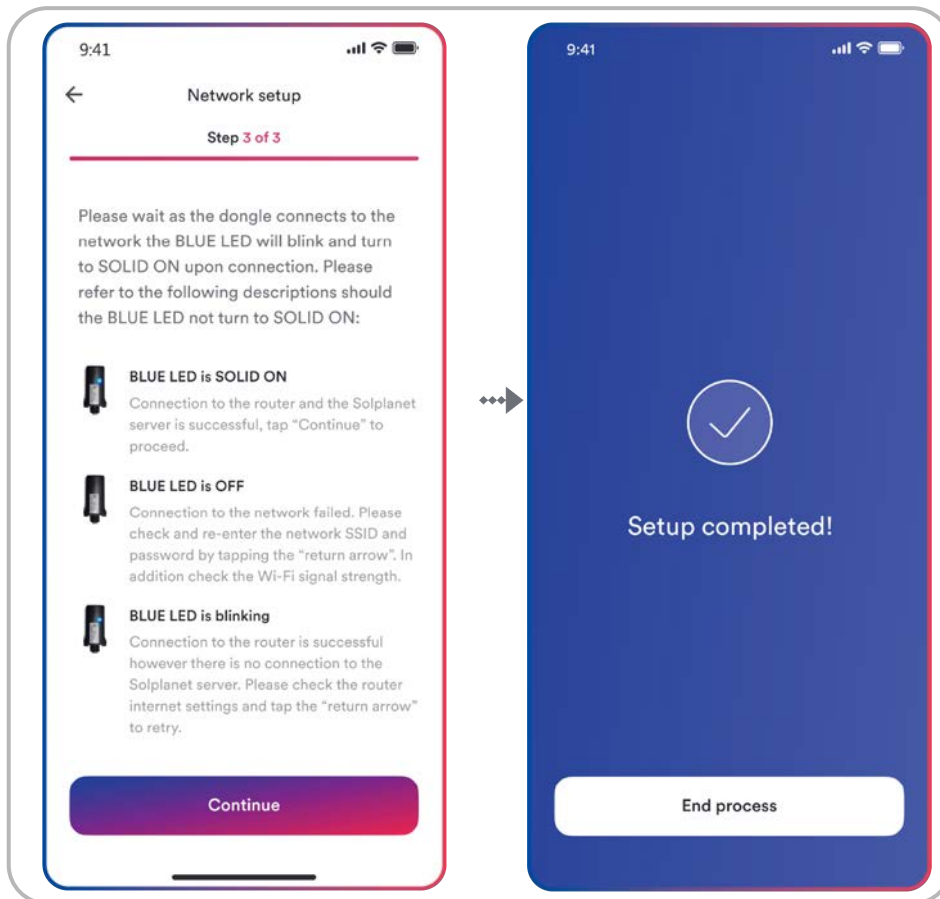 9:41
Network setup
Step 3 of 3
Please wait as the dongle connects to the
network the BLUE LED will blink and turn
to SOLID ON upon connection. Please
refer to the following descriptions should
the BLUE LED not turn to SOLID ON:
BLUE LED is SOLID ON
Connection to the router and the Solplanet
server is successful, tap “Continue” to
proceed.
BLUE LED is OFF
Connection to the network failed. Please
check and re-enter the network SSID and
password by tapping the “return arrow”. In
addition check the Wi-Fi signal strength.
BLUE LED is blinking
Connection to the router is successful
however there is no connection to the
Solplanet server. Please check the router
internet settings and tap the “return arrow”
to retry.
Continue
9:41
Setup completed!
End process